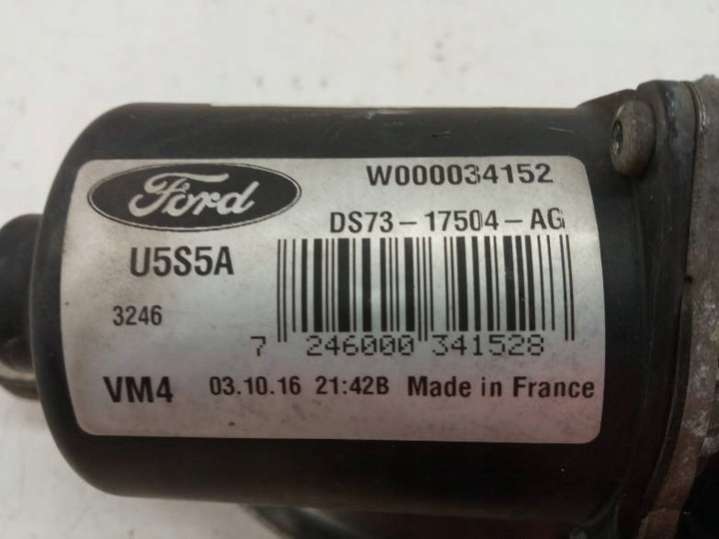 Ford
W000034152
DS73-17504-AG
U5S5A
3246
7 246000 341528
VM4 03.10.16 21:42B Made in France